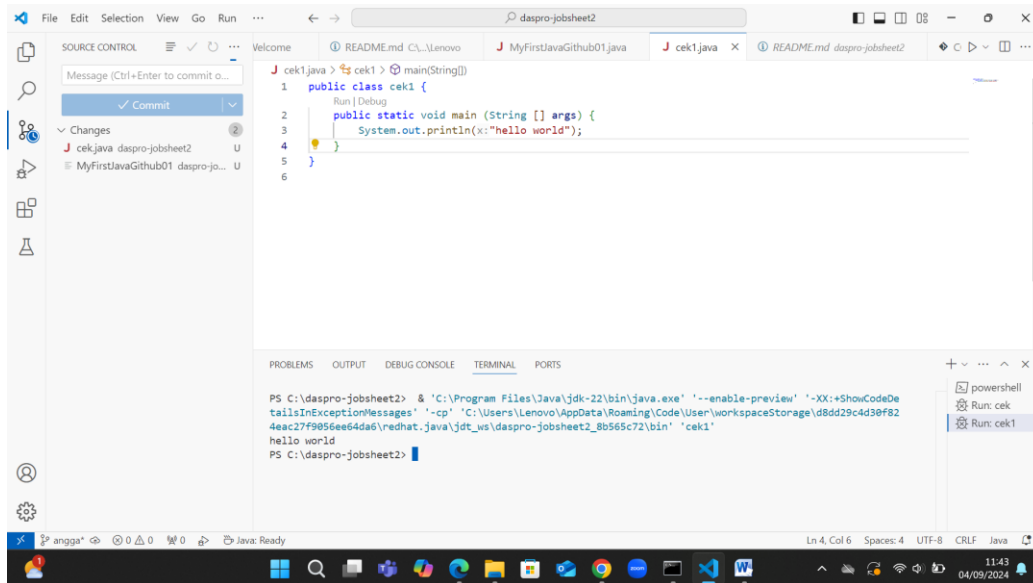 File Edit Selection View Go Run ... daspro-jobsheet2
SOURCE CONTROL
Message (Ctrl+Enter to commit o...
Commit
Changes 2
cek.java daspro-jobsheet2 U
MyFirstJavaGithub01 daspro-jo... U
Welcome README.md C:\...\Lenovo MyFirstJavaGithub01.java cek1.java README.md daspro-jobsheet2
cek1.java > cek1 > main(String[])
1 public class cek1 {
Run | Debug
2 public static void main (String [] args) {
3 System.out.println(x:"hello world");
4 }
5 }
6
PROBLEMS OUTPUT DEBUG CONSOLE TERMINAL PORTS
PS C:\daspro-jobsheet2> & 'C:\Program Files\Java\jdk-22\bin\java.exe' '--enable-preview' '-XX:+ShowCodeDe
tailsInExceptionMessages' '-cp' 'C:\Users\Lenovo\AppData\Roaming\Code\User\workspaceStorage\d8dd29c4d30f82
4eac27f9056ee64da6\redhat.java\jdt_ws\daspro-jobsheet2_8b565c72\bin' 'cek1'
hello world
PS C:\daspro-jobsheet2>
powershell
Run: cek
Run: cek1
angga* 0 0 0 Java: Ready Ln 4, Col 6 Spaces: 4 UTF-8 CRLF Java
1 zoom 11:43
04/09/2024